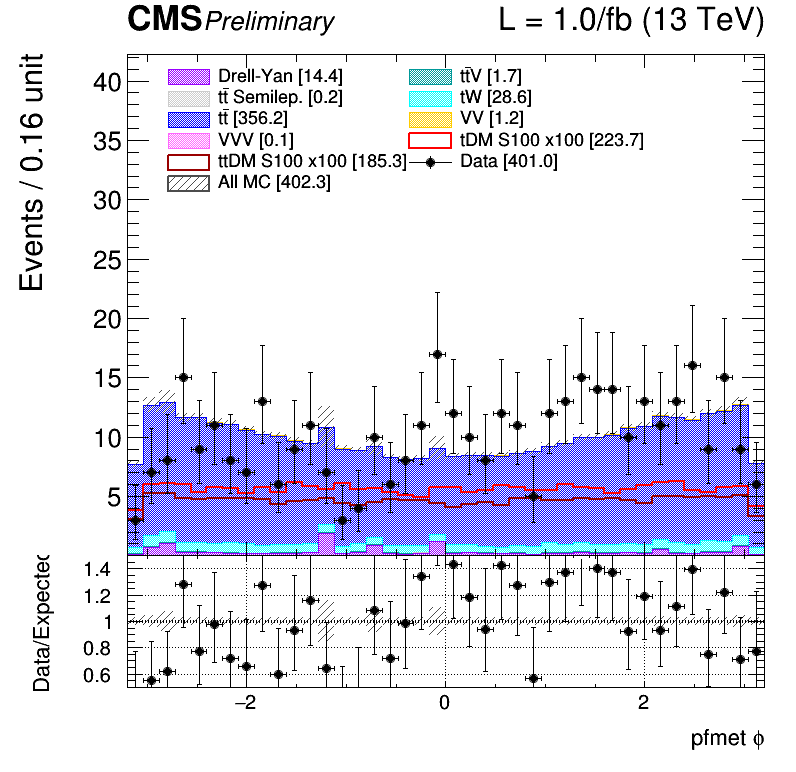 CMS Preliminary L = 1.0/fb (13 TeV)
Events / 0.16 unit
40
35
30
25
20
15
10
5
Drell-Yan [14.4]
tt̄ Semilep. [0.2]
tt̄ [356.2]
VVV [0.1]
ttDM S100 x100 [185.3]
All MC [402.3]
tt̄V [1.7]
tW [28.6]
VV [1.2]
tDM S100 x100 [223.7]
Data [401.0]
Data/Expected
1.4
1.2
1
0.8
0.6
−2 0 2
pfmet ϕ